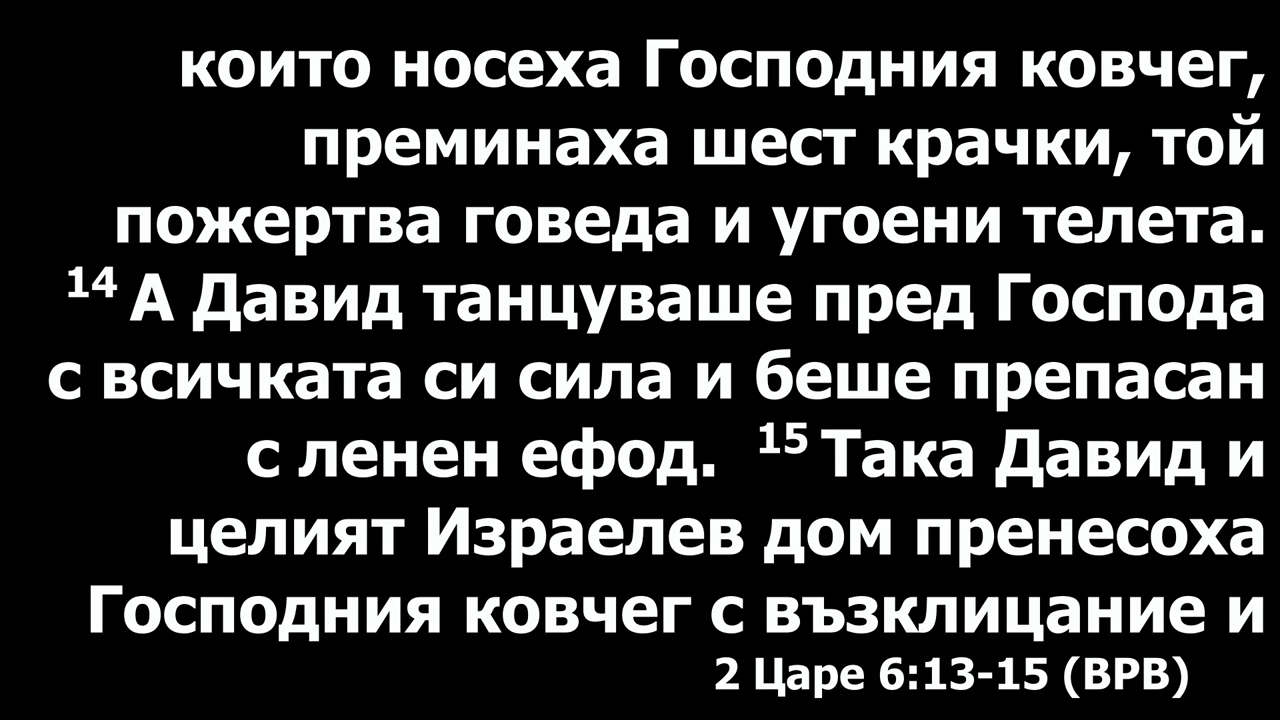 които носеха Господния ковчег,
преминаха шест крачки, той
пожертва говеда и угоени телета.
14 А Давид танцуваше пред Господа
с всичката си сила и беше препасан
с ленен ефод. 15 Така Давид и
целият Израелев дом пренесоха
Господния ковчег с възклицание и
2 Царе 6:13-15 (ВРВ)